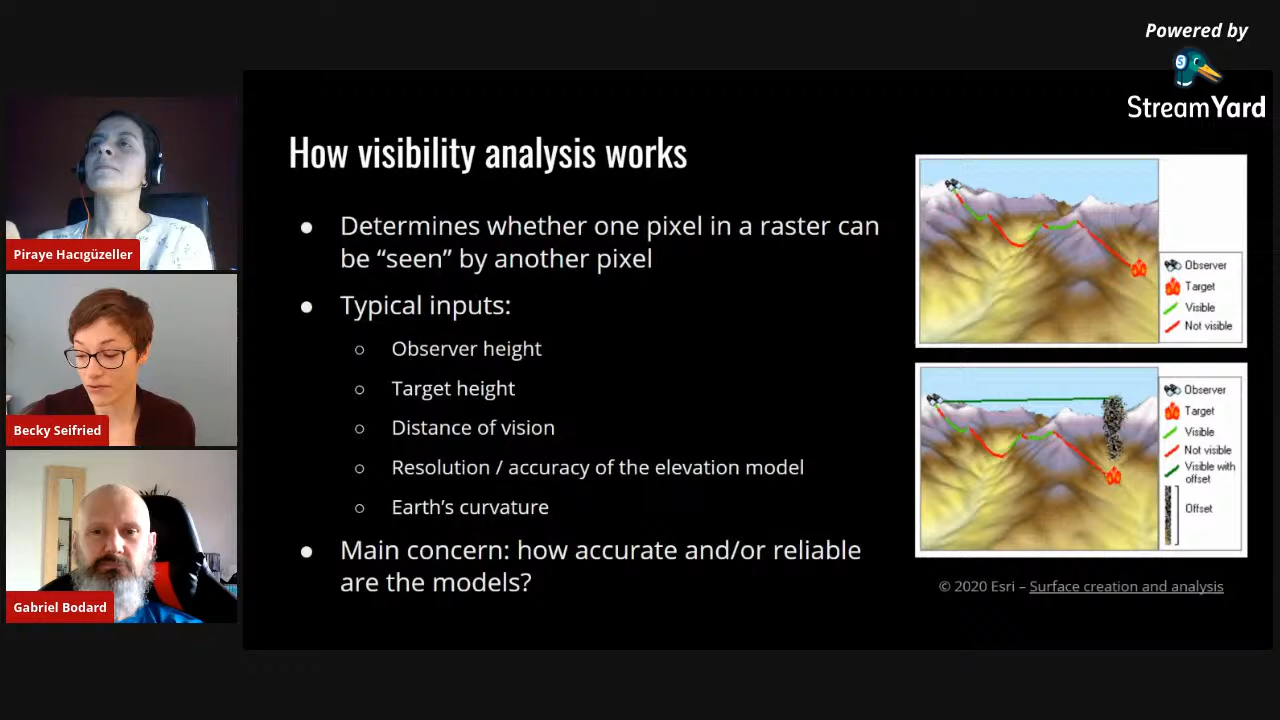 Powered by
StreamYard
Piraye Hacıgüzeller
Becky Seifried
Gabriel Bodard
How visibility analysis works
● Determines whether one pixel in a raster can
be “seen” by another pixel
● Typical inputs:
○ Observer height
○ Target height
○ Distance of vision
○ Resolution / accuracy of the elevation model
○ Earth’s curvature
● Main concern: how accurate and/or reliable
are the models?
Observer
Target
Visible
Not visible
Observer
Target
Visible
Not visible
Visible with
offset
Offset
© 2020 Esri – Surface creation and analysis